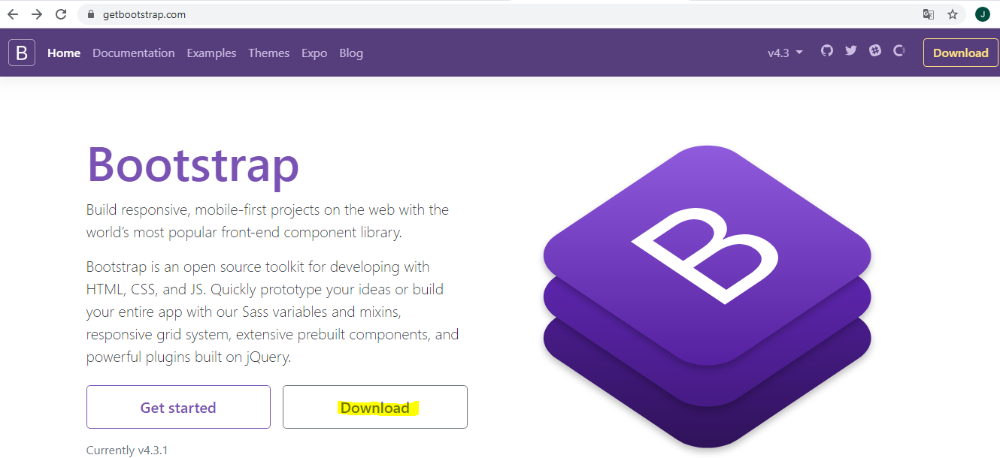 getbootstrap.com
J
B Home Documentation Examples Themes Expo Blog v4.3 Download
Bootstrap
B
Build responsive, mobile-first projects on the web with the
world’s most popular front-end component library.
Bootstrap is an open source toolkit for developing with
HTML, CSS, and JS. Quickly prototype your ideas or build
your entire app with our Sass variables and mixins,
responsive grid system, extensive prebuilt components, and
powerful plugins built on jQuery.
Get started Download
Currently v4.3.1